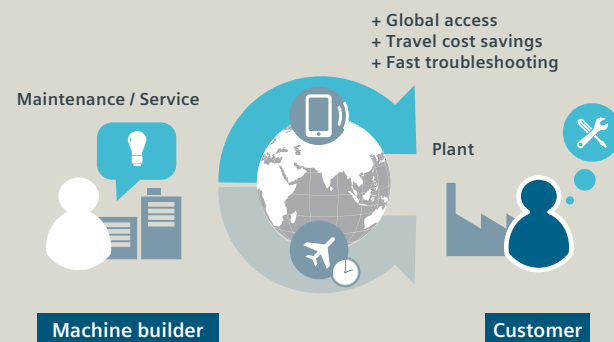 + Global access
+ Travel cost savings
+ Fast troubleshooting
Maintenance / Service
Plant
Machine builder
Customer